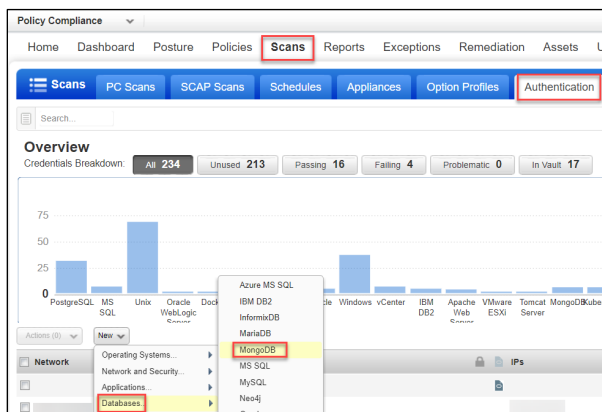 Policy Compliance
Home Dashboard Posture Policies Scans Reports Exceptions Remediation Assets
Scans PC Scans SCAP Scans Schedules Appliances Option Profiles Authentication
Search...
Overview
Credentials Breakdown: All 234 Unused 213 Passing 16 Failing 4 Problematic 0 In Vault 17
75
50
25
0
PostgreSQL MS SQL Unix Oracle WebLogic Server Windows vCenter IBM DB2 Apache Web Server VMware ESXi Tomcat Server MongoDB
Actions (0) New
Network IPs
Operating Systems...
Network and Security...
Applications...
Databases
Azure MS SQL
IBM DB2
InformixDB
MariaDB
MongoDB
MS SQL
MySQL
Neo4j